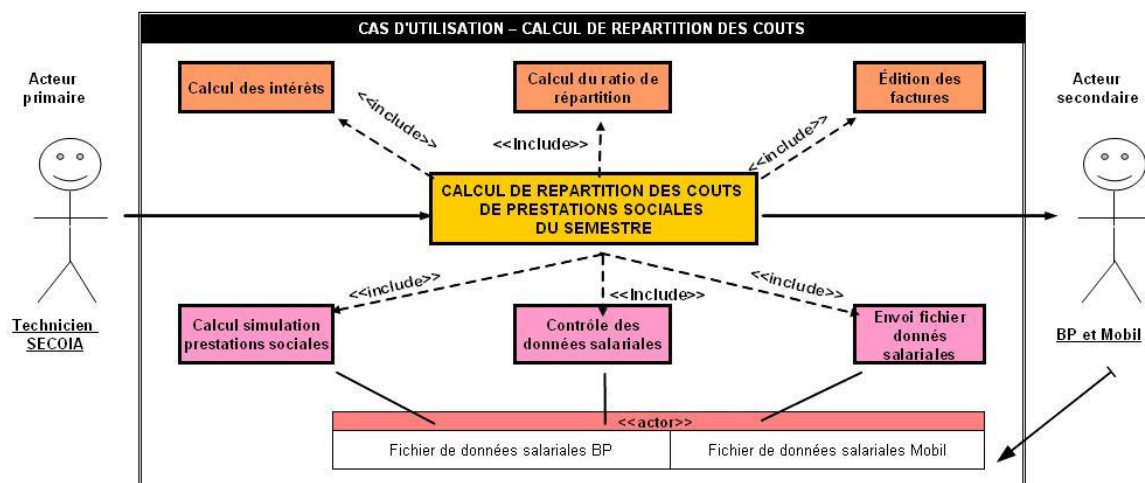 CAS D'UTILISATION – CALCUL DE REPARTITION DES COUTS
Acteur
primaire
Calcul des intérêts
Calcul du ratio de
répartition
Édition des
factures
Acteur
secondaire
<<include>>
<<Include>>
<<include>>
CALCUL DE REPARTITION DES COUTS
DE PRESTATIONS SOCIALES
DU SEMESTRE
<<include>>
<<Include>>
<<include>>
Technicien
SECOIA
Calcul simulation
prestations sociales
Contrôle des
données salariales
Envoi fichier
donnés
salariales
BP et Mobil
<<actor>>
Fichier de données salariales BP
Fichier de données salariales Mobil